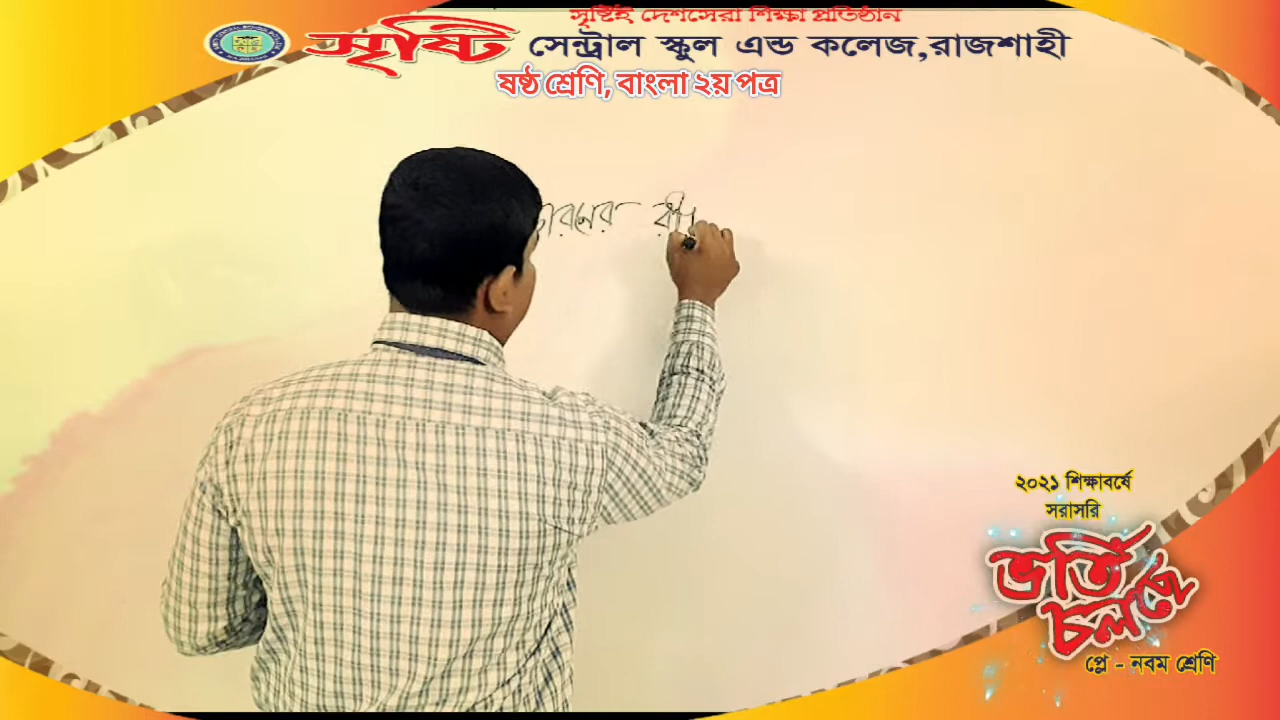 সৃষ্টিই দেশসেরা শিক্ষা প্রতিষ্ঠান
সৃষ্টি সেন্ট্রাল স্কুল এন্ড কলেজ,রাজশাহী
ষষ্ঠ শ্রেণি, বাংলা ২য় পত্র
২০২১ শিক্ষাবর্ষে
সরাসরি
ভর্তি
চলছে
প্লে - নবম শ্রেণি